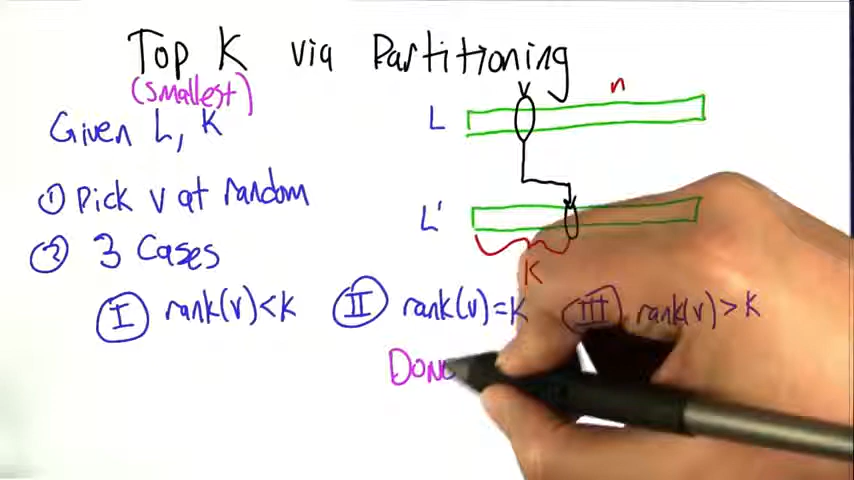 Top K via Partitioning
(smallest)
Given L, K
① Pick v at random
② 3 Cases
v n
L
L'
K
Ⅰ rank(v)<K Ⅱ rank(v)=K Ⅲ rank(v)>K
Done